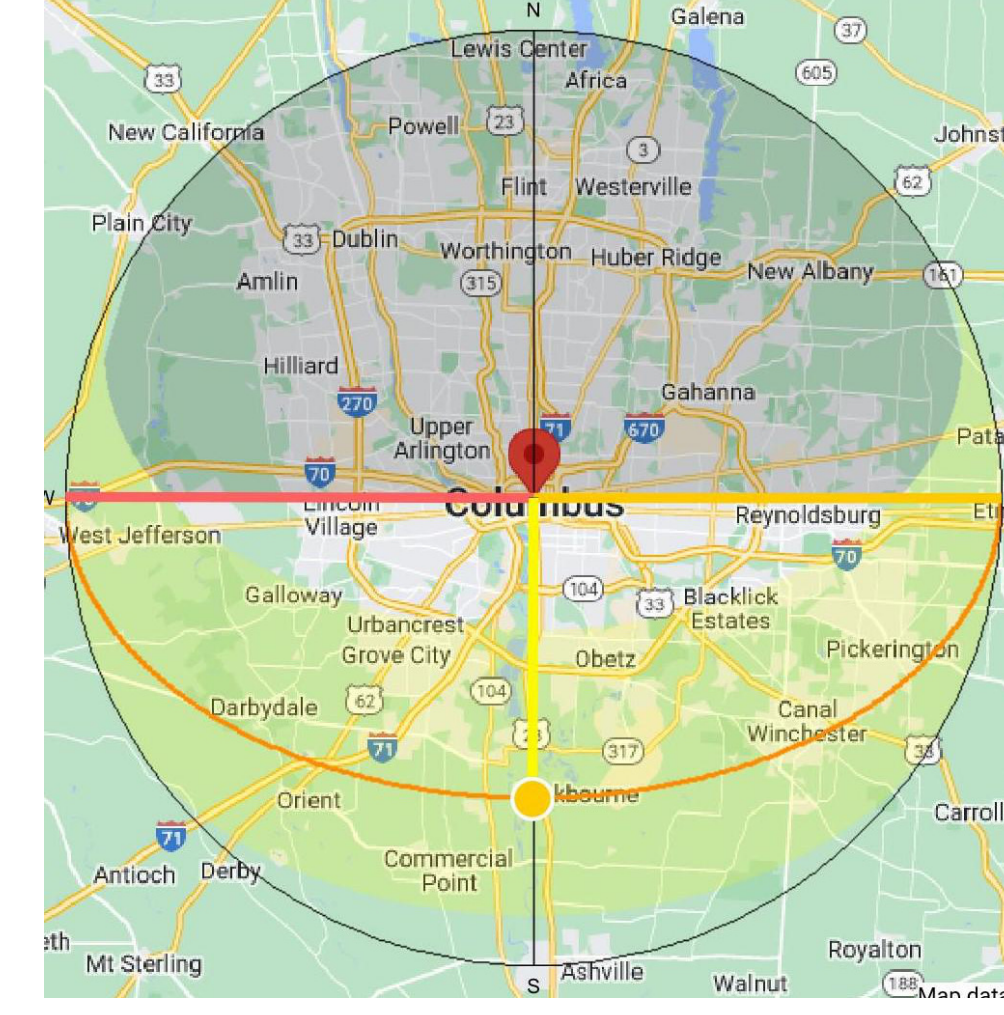 N
Galena
37
Lewis Center
Africa
605
33
New California
Powell
23
3
Johnst
62
Flint
Westerville
Plain City
33
Dublin
Worthington
Huber Ridge
New Albany
161
Amlin
315
Hilliard
Gahanna
270
Upper
Arlington
71
670
Pata
70
W
Columbus
Lincoln
Village
Reynoldsburg
Et
West Jefferson
70
Galloway
104
33
Blacklick
Estates
Urbancrest
Grove City
Obetz
Pickerington
Darbydale
62
104
Canal
Winchester
23
71
317
33
kbourne
Orient
Carroll
71
Antioch
Derby
Commercial
Point
eth
Mt Sterling
Ashville
Royalton
S
Walnut
188
Map data